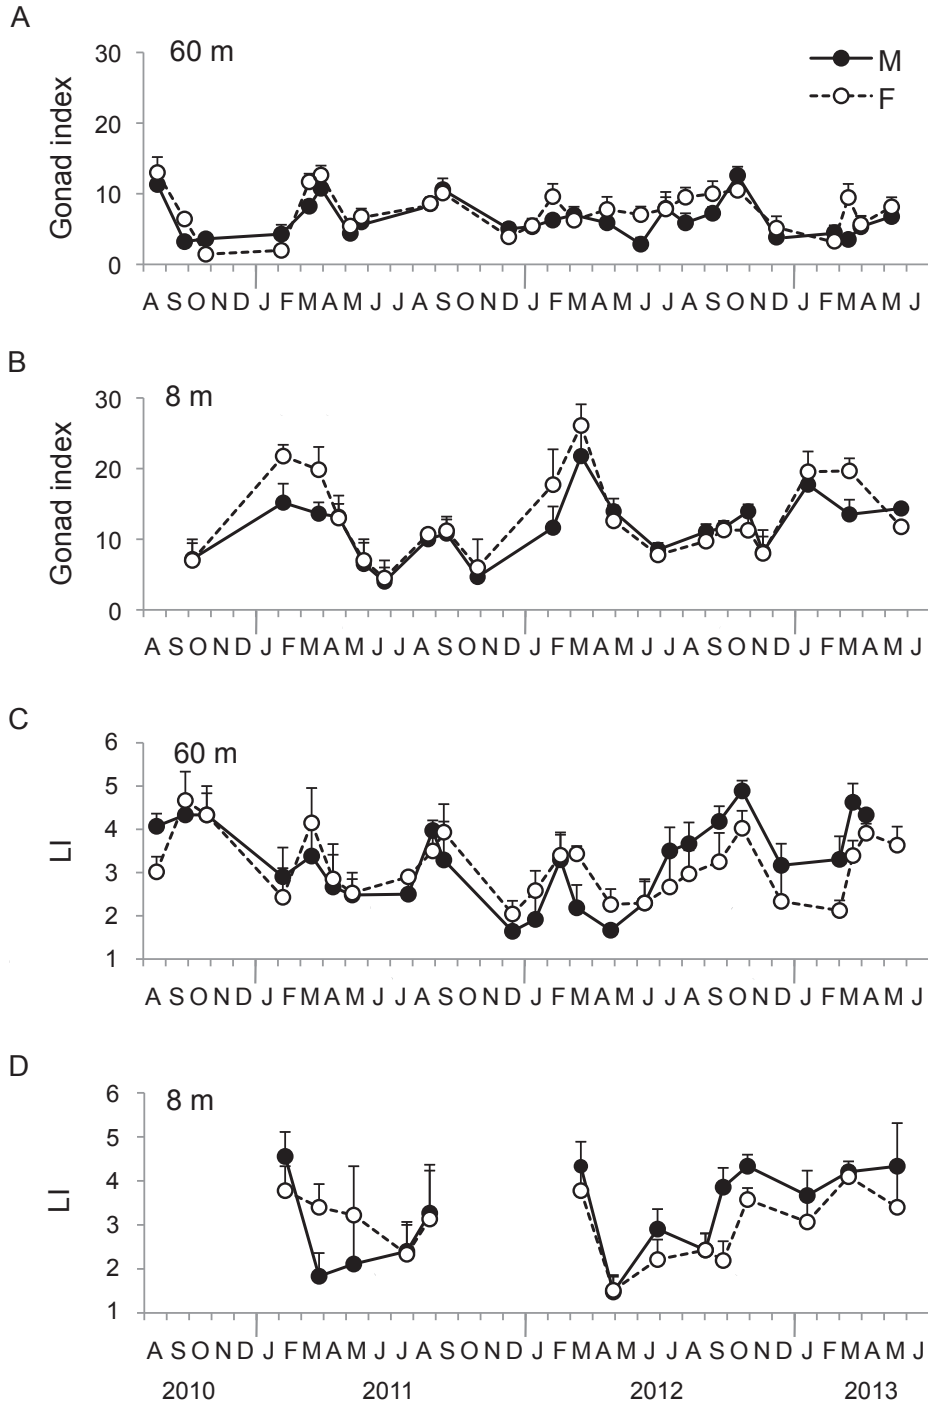 A
60 m
M
F
Gonad index
30
20
10
0
A S O N D J F M A M J J A S O N D J F M A M J J A S O N D J F M A M J
B
8 m
Gonad index
30
20
10
0
A S O N D J F M A M J J A S O N D J F M A M J J A S O N D J F M A M J
C
60 m
LI
6
5
4
3
2
1
A S O N D J F M A M J J A S O N D J F M A M J J A S O N D J F M A M J
D
8 m
LI
6
5
4
3
2
1
A S O N D J F M A M J J A S O N D J F M A M J J A S O N D J F M A M J
2010 2011 2012 2013